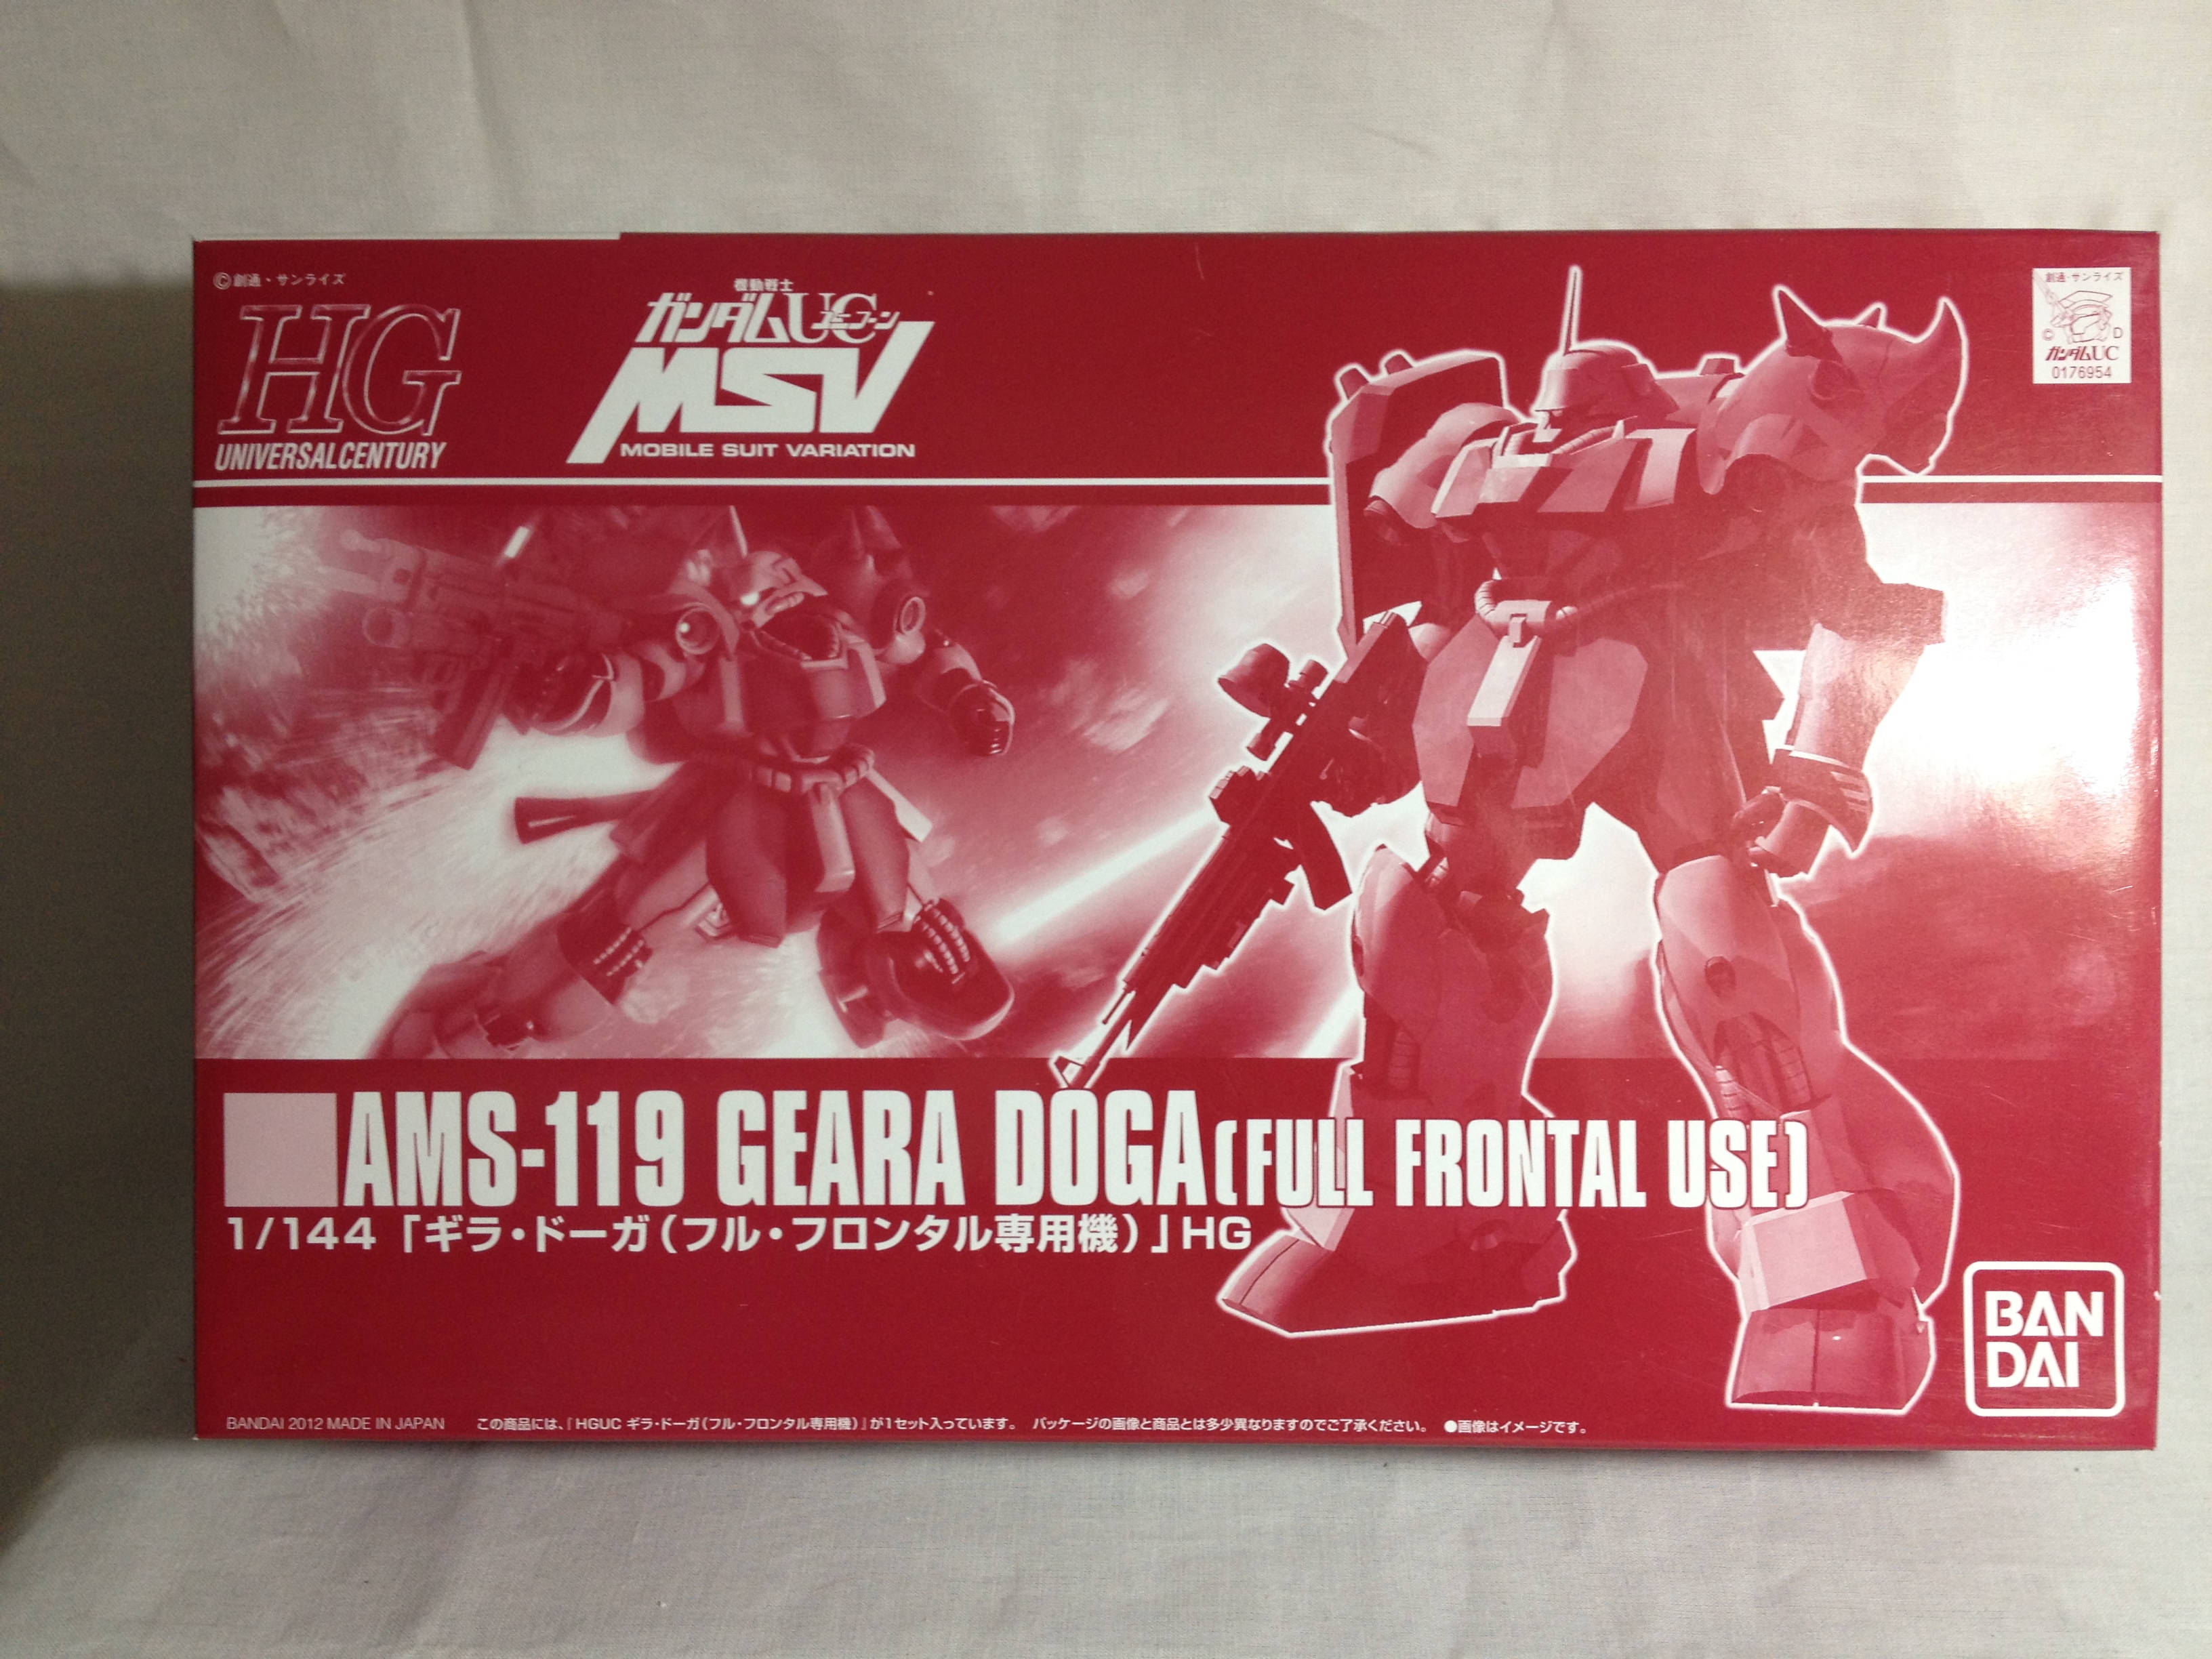 ©創通・サンライズ
HG
UNIVERSAL CENTURY
機動戦士
ガンダムUC
ユニコーン
MSV
MOBILE SUIT VARIATION
創通・サンライズ
© D
ガンダムUC
0176954
AMS-119 GEARA DOGA (FULL FRONTAL USE)
1/144「ギラ・ドーガ(フル・フロンタル専用機)」HG
BAN
DAI
BANDAI 2012 MADE IN JAPAN この商品には、『HGUC ギラ・ドーガ(フル・フロンタル専用機)』が1セット入っています。 パッケージの画像と商品とは多少異なりますのでご了承ください。 ●画像はイメージです。